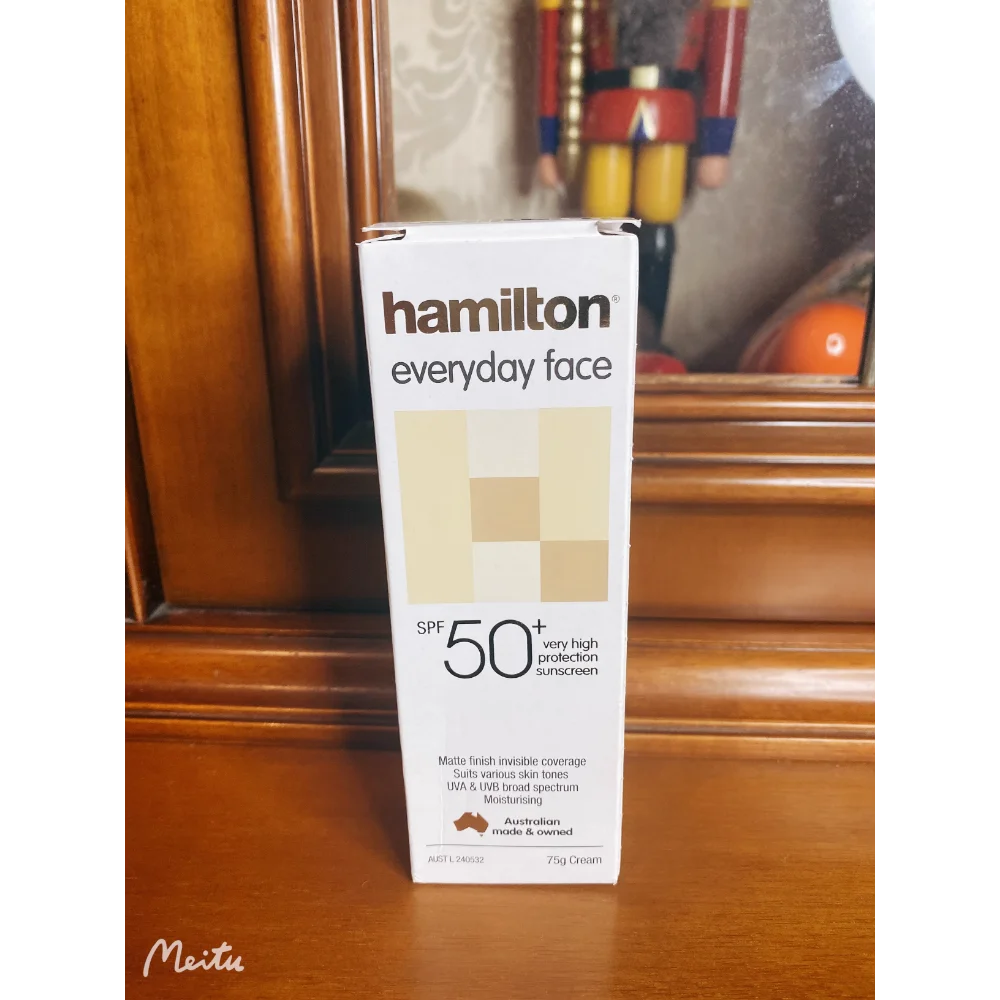 hamilton®
everyday face
SPF 50+
very high
protection
sunscreen
Matte finish invisible coverage
Suits various skin tones
UVA & UVB broad spectrum
Moisturising
Australian
made & owned
AUST L 240532
75g Cream
Meitu